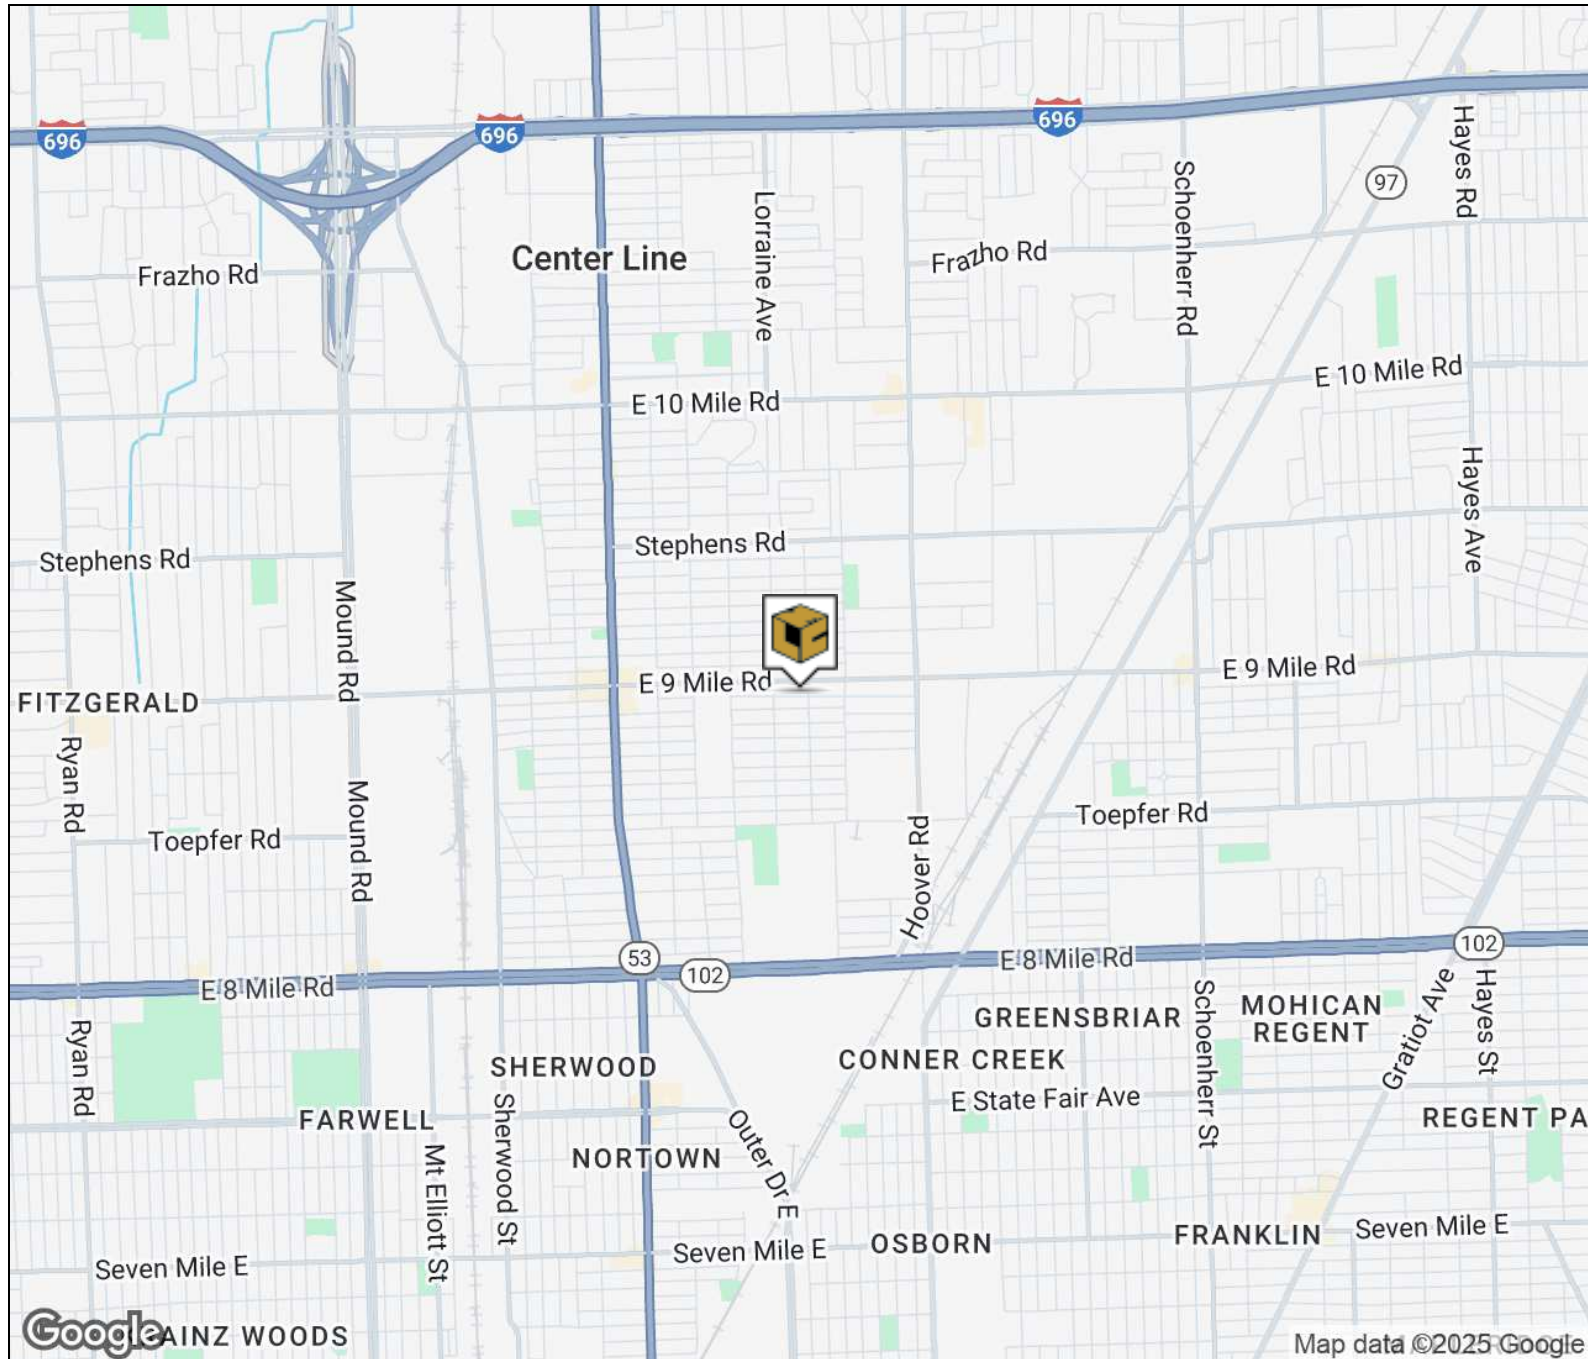 696
696
696
97
Hayes Rd
Schoenherr Rd
Lorraine Ave
Center Line
Frazho Rd
Frazho Rd
E 10 Mile Rd
E 10 Mile Rd
Hayes Ave
Stephens Rd
Stephens Rd
Mound Rd
E 9 Mile Rd
E 9 Mile Rd
FITZGERALD
Ryan Rd
Mound Rd
Toepfer Rd
Toepfer Rd
Hoover Rd
53
102
102
E 8 Mile Rd
E 8 Mile Rd
Ryan Rd
GREENSBRIAR
MOHICAN
REGENT
Schoenherr St
Gratiot Ave
Hayes St
SHERWOOD
CONNER CREEK
E State Fair Ave
FARWELL
Sherwood St
Outer Dr E
REGENT PA
NORTOWN
Mt Elliott St
OSBORN
FRANKLIN
Seven Mile E
Seven Mile E
Seven Mile E
Google
AINZ WOODS
Map data ©2025 Google